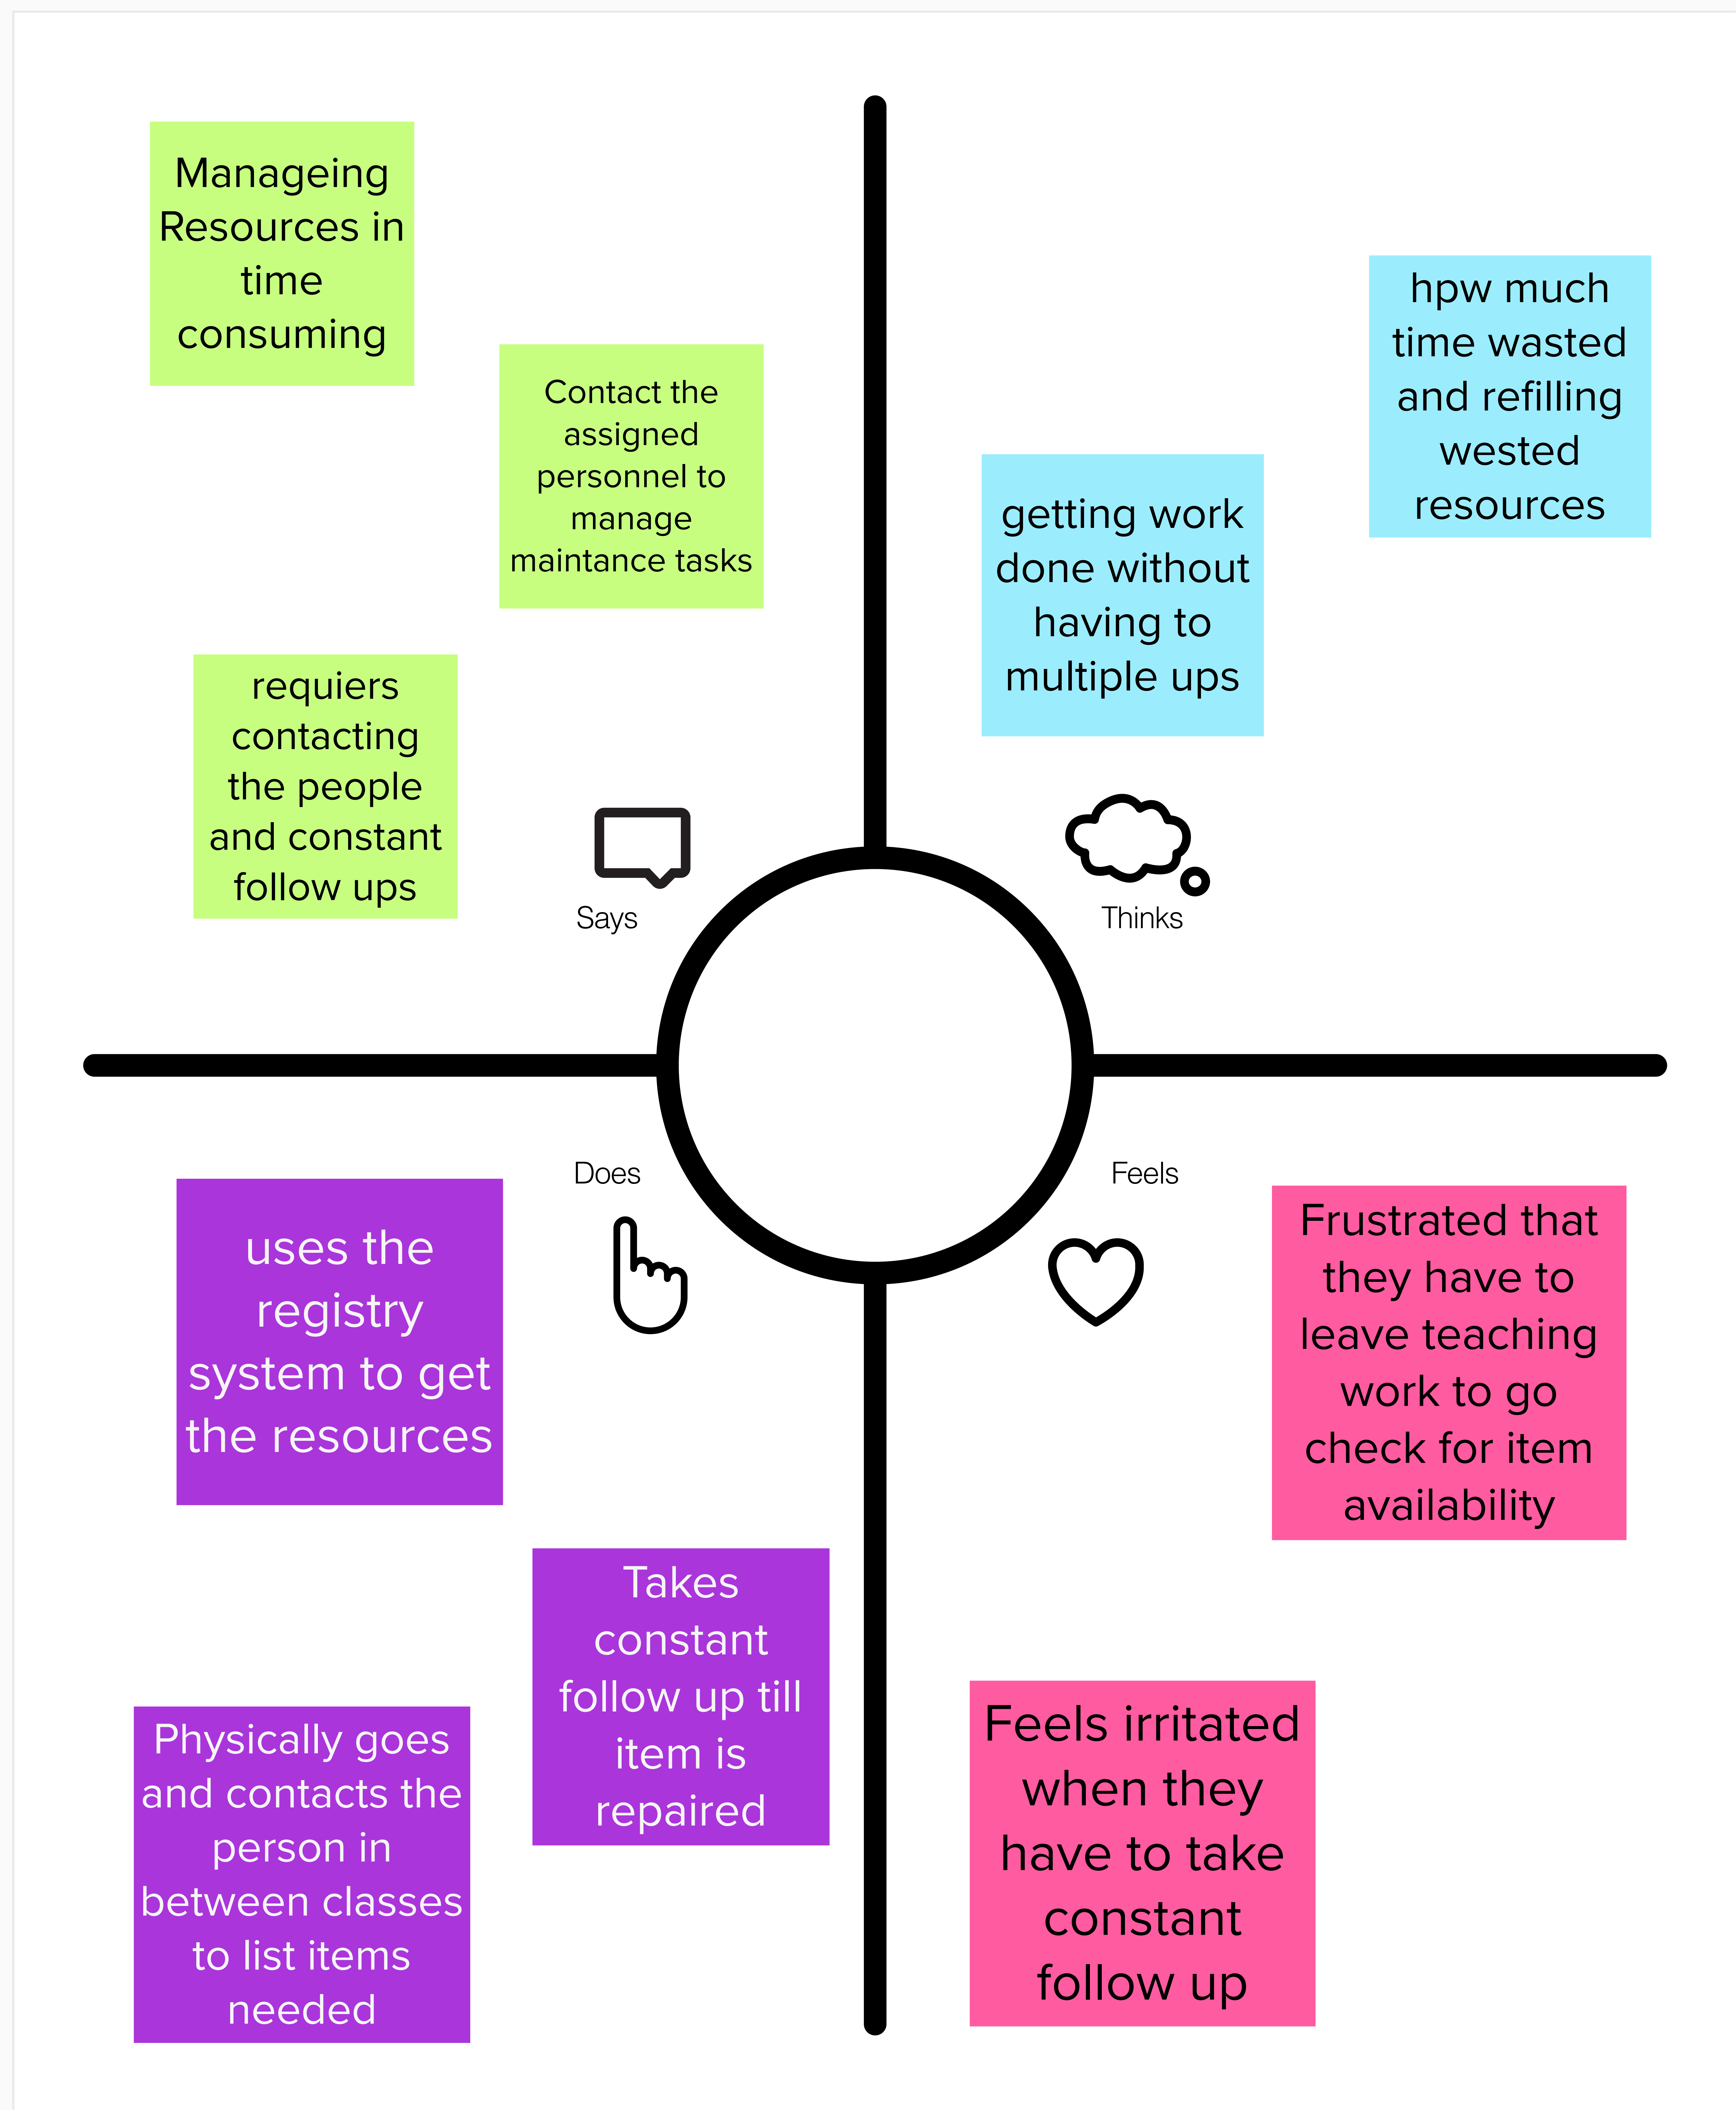 Manageing
Resources in
time
consuming
Contact the
assigned
personnel to
manage
maintance tasks
requiers
contacting
the people
and constant
follow ups
Says
hpw much
time wasted
and refilling
wested
resources
getting work
done without
having to
multiple ups
Thinks
Does
uses the
registry
system to get
the resources
Takes
constant
follow up till
item is
repaired
Physically goes
and contacts the
person in
between classes
to list items
needed
Feels
Frustrated that
they have to
leave teaching
work to go
check for item
availability
Feels irritated
when they
have to take
constant
follow up